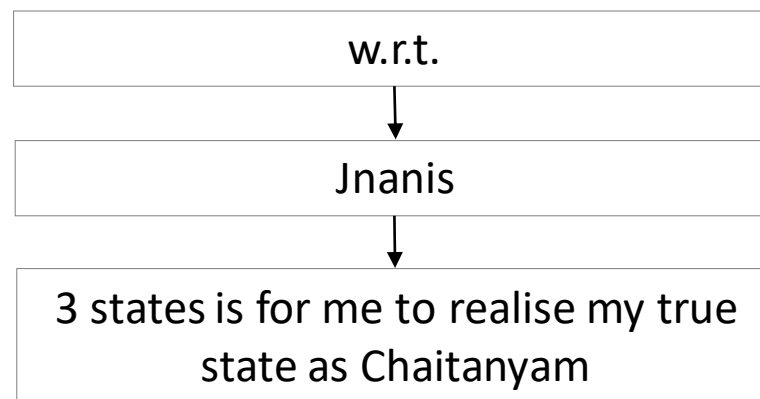 w.r.t.
Jnanis
3 states is for me to realise my true
state as Chaitanyam